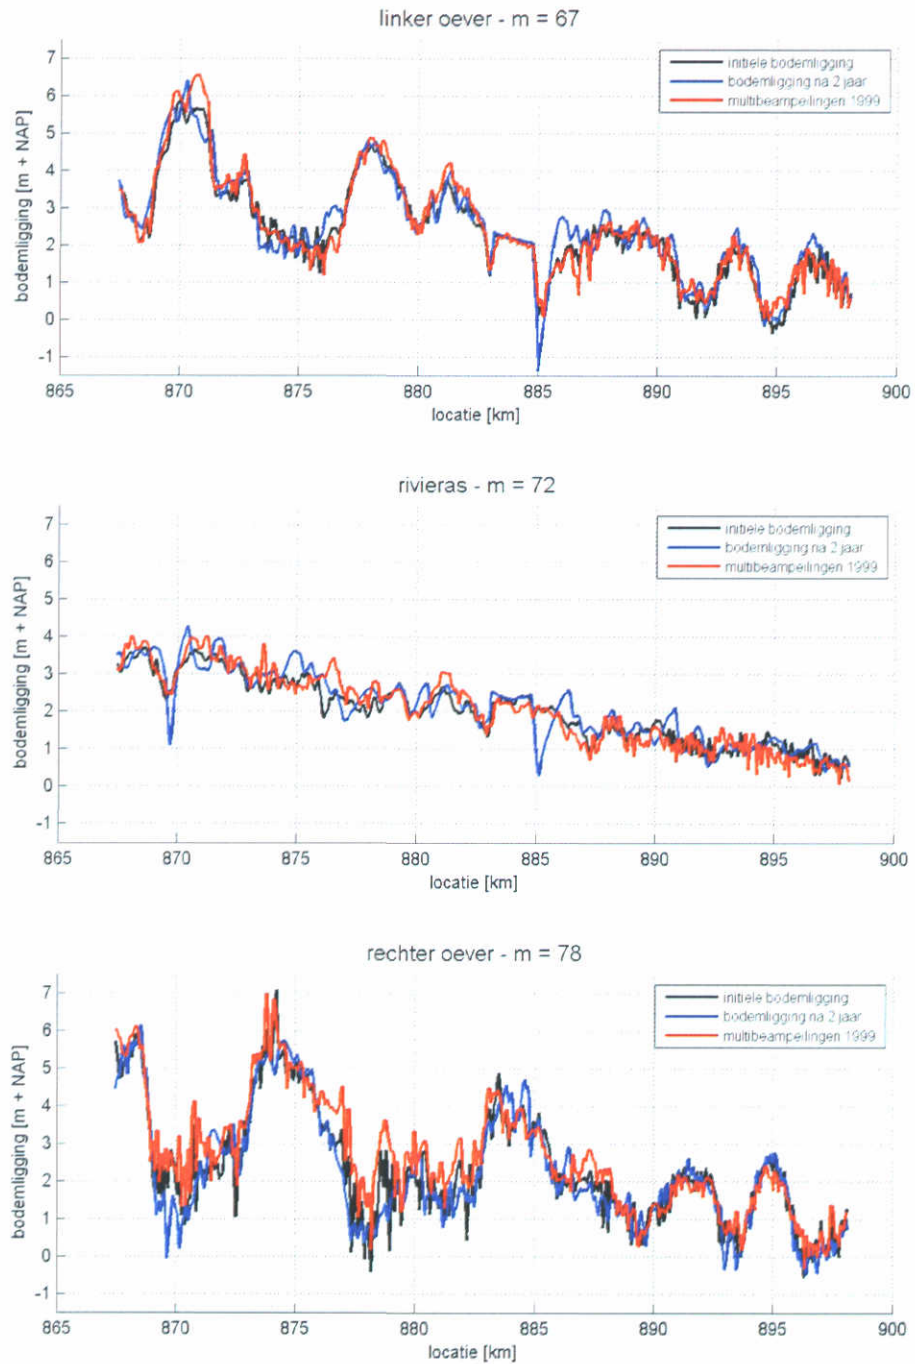 linker oever - m = 67
7
6
5
4
3
2
1
0
-1
bodemligging [m + NAP]
initiele bodemligging
bodemligging na 2 jaar
multibeampeilingen 1999
865 870 875 880 885 890 895 900
locatie [km]
rivieras - m = 72
7
6
5
4
3
2
1
0
-1
bodemligging [m + NAP]
initiele bodemligging
bodemligging na 2 jaar
multibeampeilingen 1999
865 870 875 880 885 890 895 900
locatie [km]
rechter oever - m = 78
7
6
5
4
3
2
1
0
-1
bodemligging [m + NAP]
initiele bodemligging
bodemligging na 2 jaar
multibeampeilingen 1999
865 870 875 880 885 890 895 900
locatie [km]